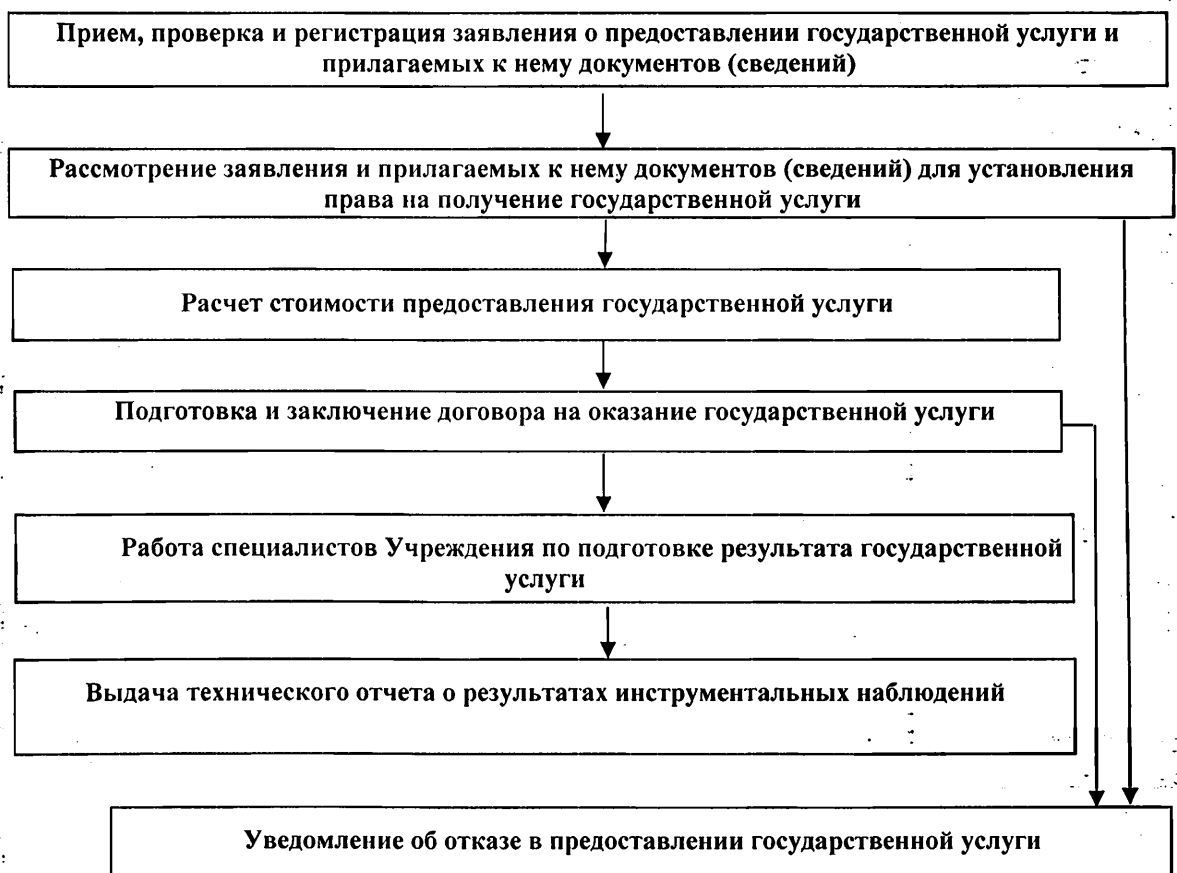 Прием, проверка и регистрация заявления о предоставлении государственной услуги и
прилагаемых к нему документов (сведений)
Рассмотрение заявления и прилагаемых к нему документов (сведений) для установления
права на получение государственной услуги
Расчет стоимости предоставления государственной услуги
Подготовка и заключение договора на оказание государственной услуги
Работа специалистов Учреждения по подготовке результата государственной
услуги
Выдача технического отчета о результатах инструментальных наблюдений
Уведомление об отказе в предоставлении государственной услуги